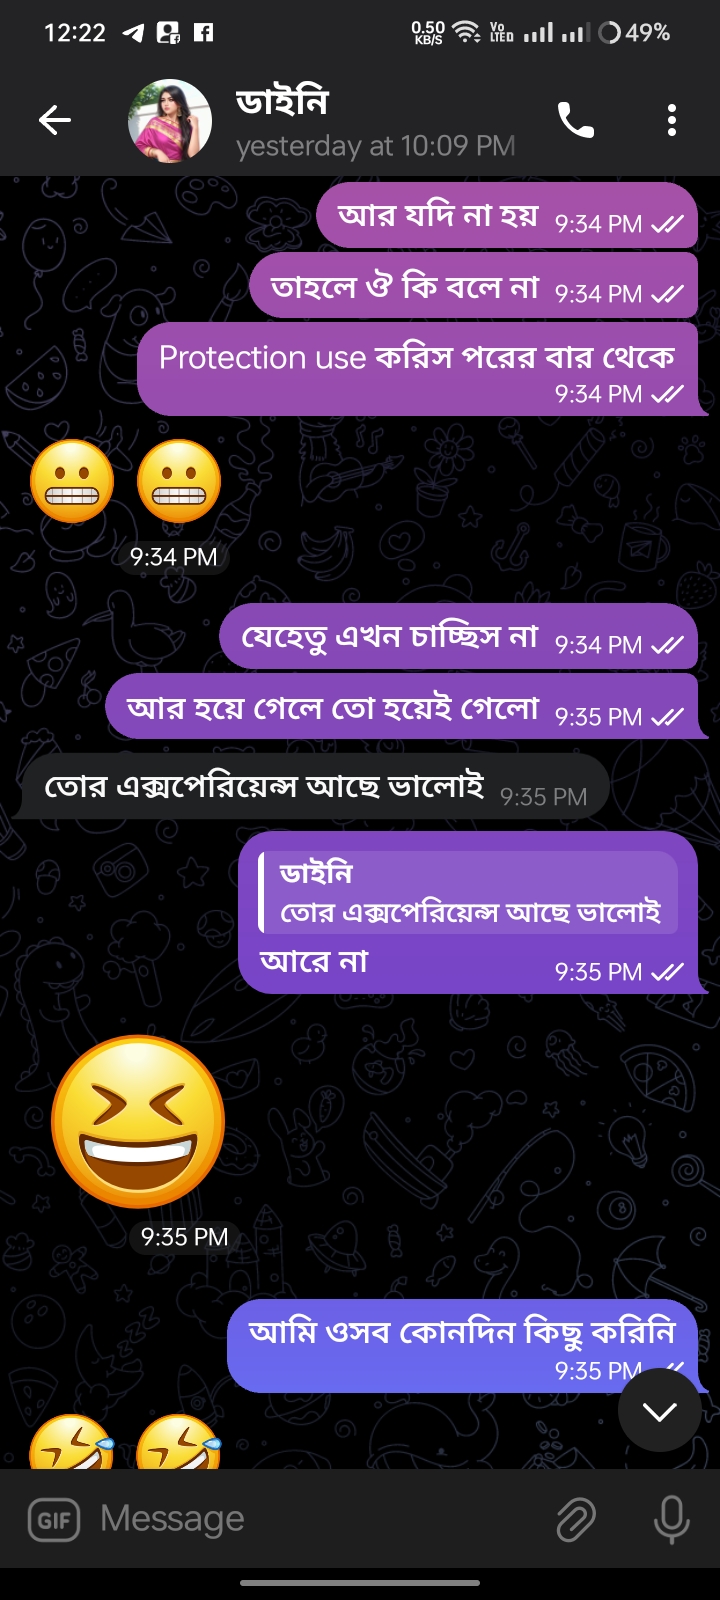 12:22
0.50 KB/S
Vo LTE
49%
ডাইনি
yesterday at 10:09 PM
আর যদি না হয় 9:34 PM
তাহলে ঔ কি বলে না 9:34 PM
Protection use করিস পরের বার থেকে
9:34 PM
9:34 PM
যেহেতু এখন চাচ্ছিস না 9:34 PM
আর হয়ে গেলে তো হয়েই গেলো 9:35 PM
তোর এক্সপেরিয়েন্স আছে ভালোই 9:35 PM
ডাইনি
তোর এক্সপেরিয়েন্স আছে ভালোই
আরে না 9:35 PM
9:35 PM
আমি ওসব কোনদিন কিছু করিনি
9:35 PM
GIF Message